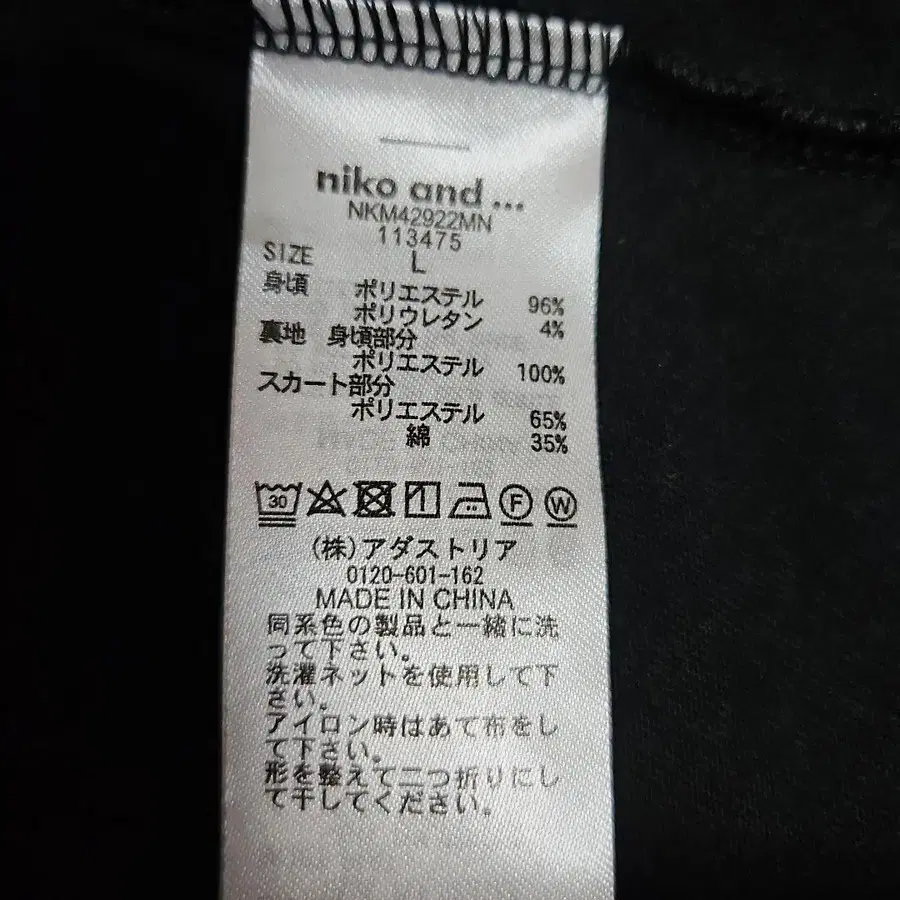 niko and ...
NKM42922MN
113475
SIZE L
身頃 ポリエステル 96%
ポリウレタン 4%
裏地 身頃部分
ポリエステル 100%
スカート部分
ポリエステル 65%
綿 35%
30 F W
(株)アダストリア
0120-601-162
MADE IN CHINA
同系色の製品と一緒に洗
って下さい。
洗濯ネットを使用して下
さい。
アイロン時はあて布をし
て下さい。
形を整えて二つ折りにし
て干してください。